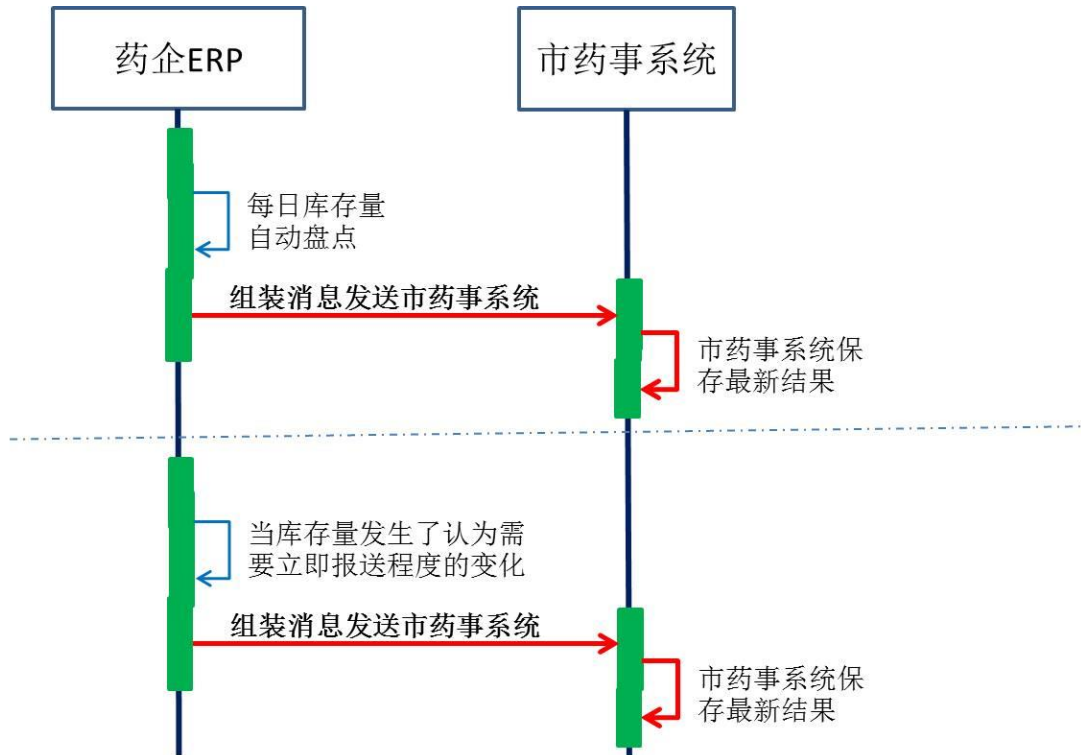 药企ERP
市药事系统
每日库存量
自动盘点
组装消息发送市药事系统
市药事系统保
存最新结果
当库存量发生了认为需
要立即报送程度的变化
组装消息发送市药事系统
市药事系统保
存最新结果